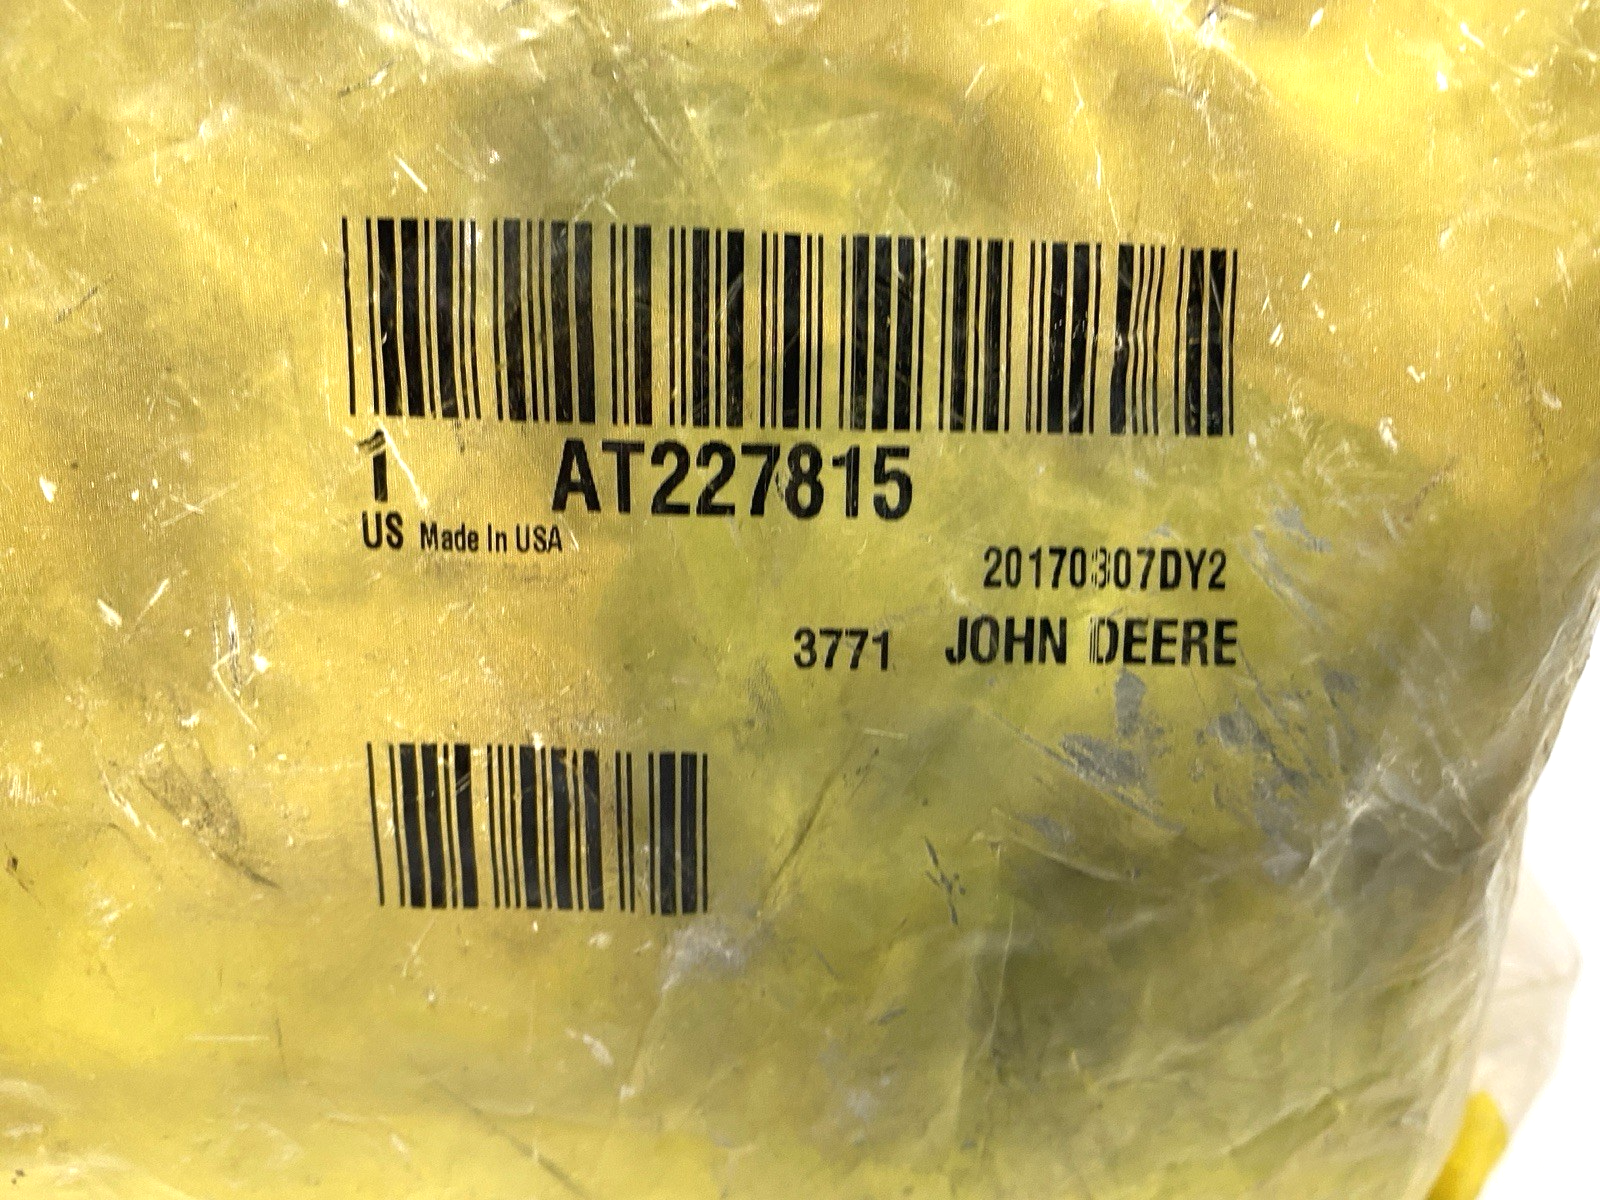 1 AT227815
US Made In USA
20170307DY2
3771 JOHN DEERE